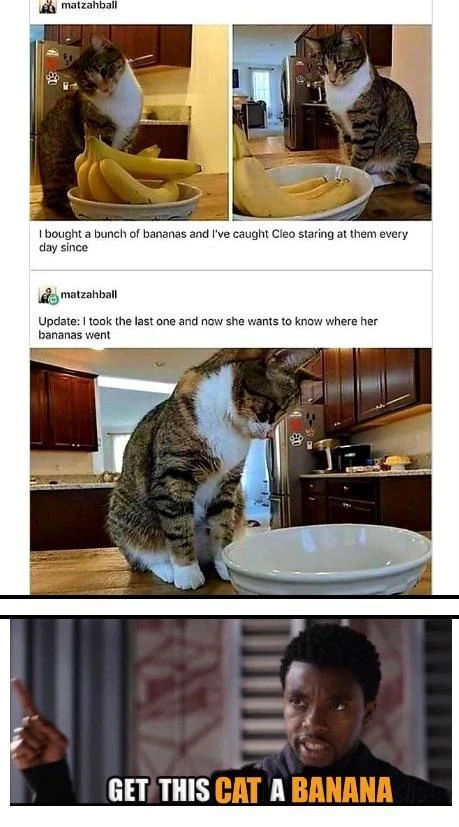 matzahball
I bought a bunch of bananas and I've caught Cleo staring at them every
day since
matzahball
Update: I took the last one and now she wants to know where her
bananas went
GET THIS CAT A BANANA